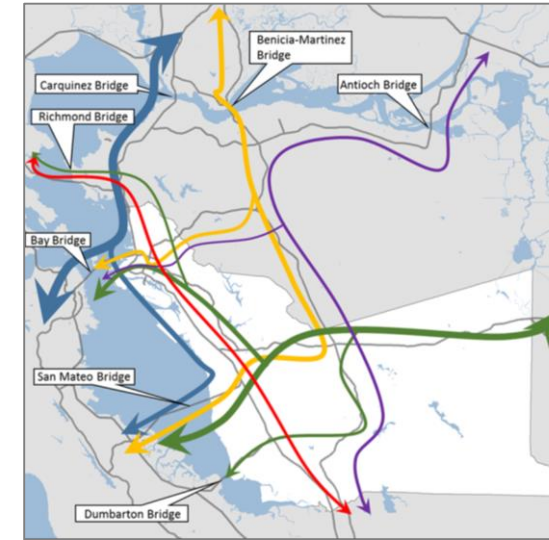 Benicia-Martinez
Bridge
Carquinez Bridge
Antioch Bridge
Richmond Bridge
Bay Bridge
San Mateo Bridge
Dumbarton Bridge